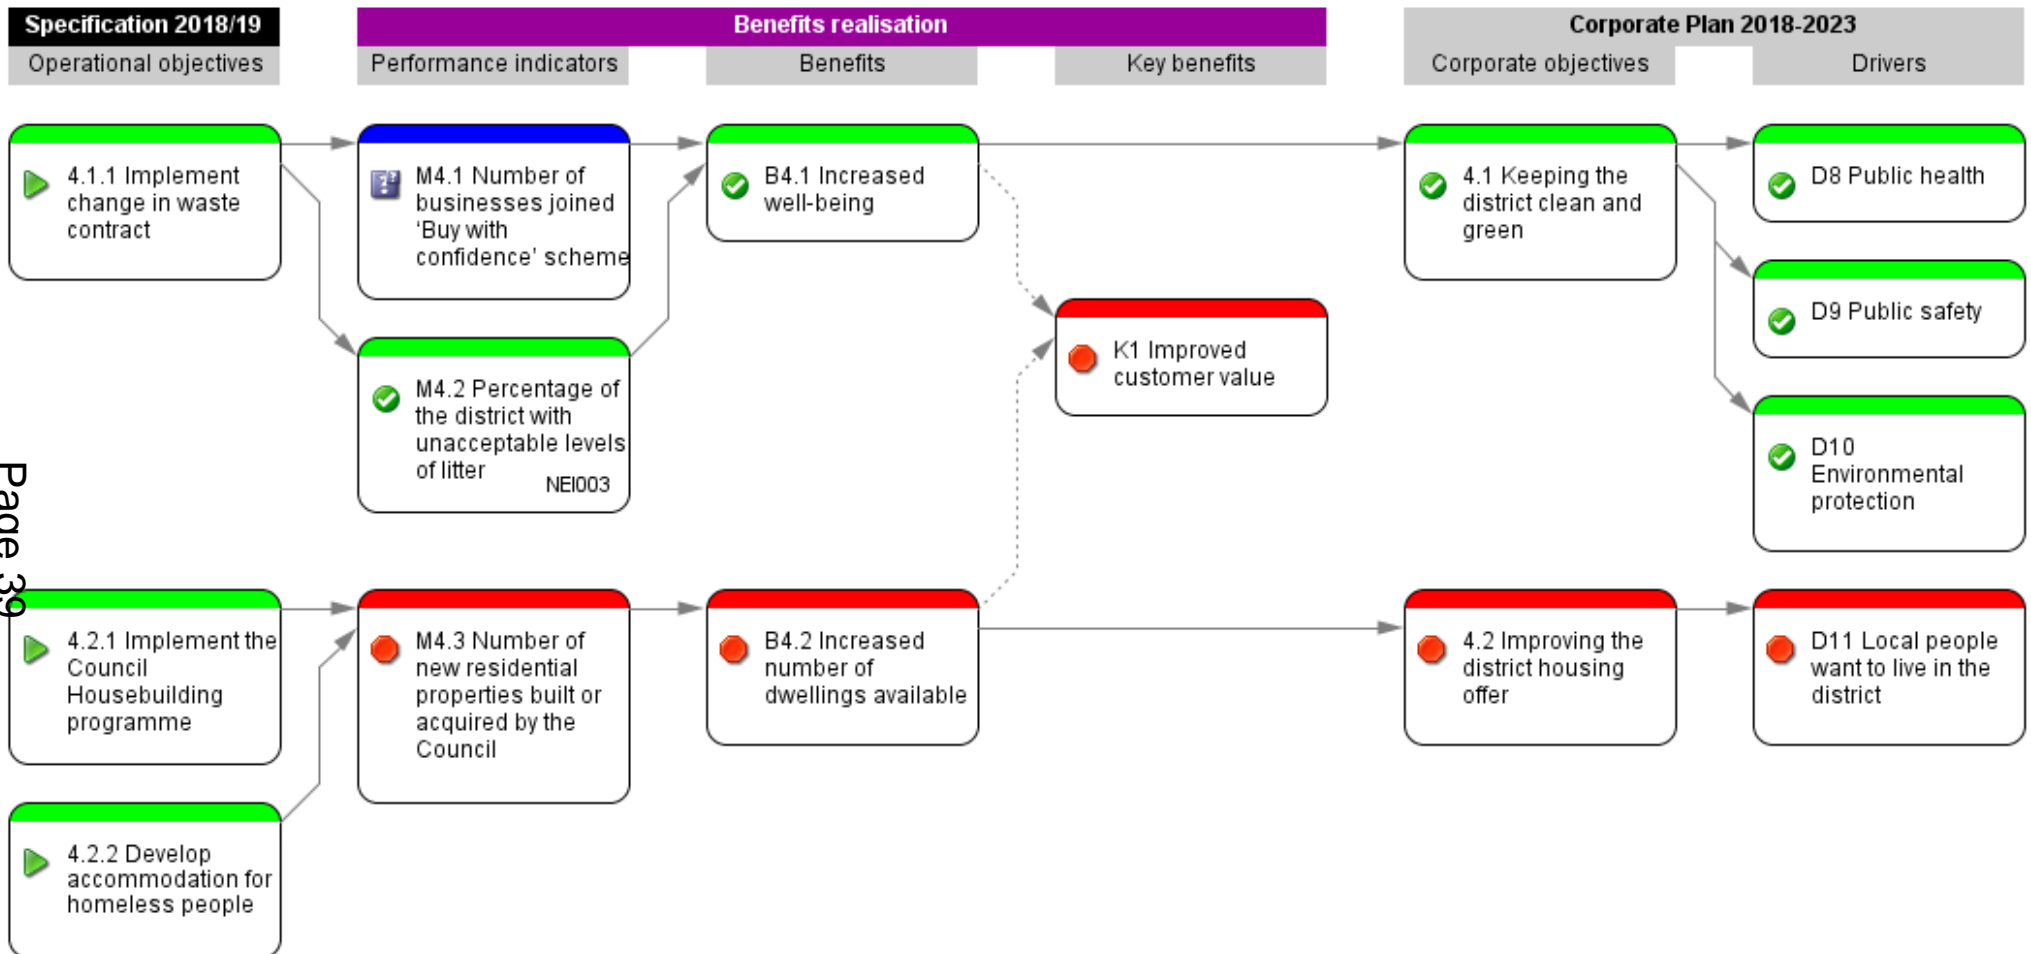 Specification 2018/19
Benefits realisation
Corporate Plan 2018-2023
Operational objectives
Performance indicators
Benefits
Key benefits
Corporate objectives
Drivers
4.1.1 Implement
change in waste
contract
M4.1 Number of
businesses joined
‘Buy with
confidence’ scheme
B4.1 Increased
well-being
4.1 Keeping the
district clean and
green
D8 Public health
D9 Public safety
K1 Improved
customer value
M4.2 Percentage of
the district with
unacceptable levels
of litter
NEI003
D10
Environmental
protection
Page 39
4.2.1 Implement the
Council
Housebuilding
programme
M4.3 Number of
new residential
properties built or
acquired by the
Council
B4.2 Increased
number of
dwellings available
4.2 Improving the
district housing
offer
D11 Local people
want to live in the
district
4.2.2 Develop
accommodation for
homeless people